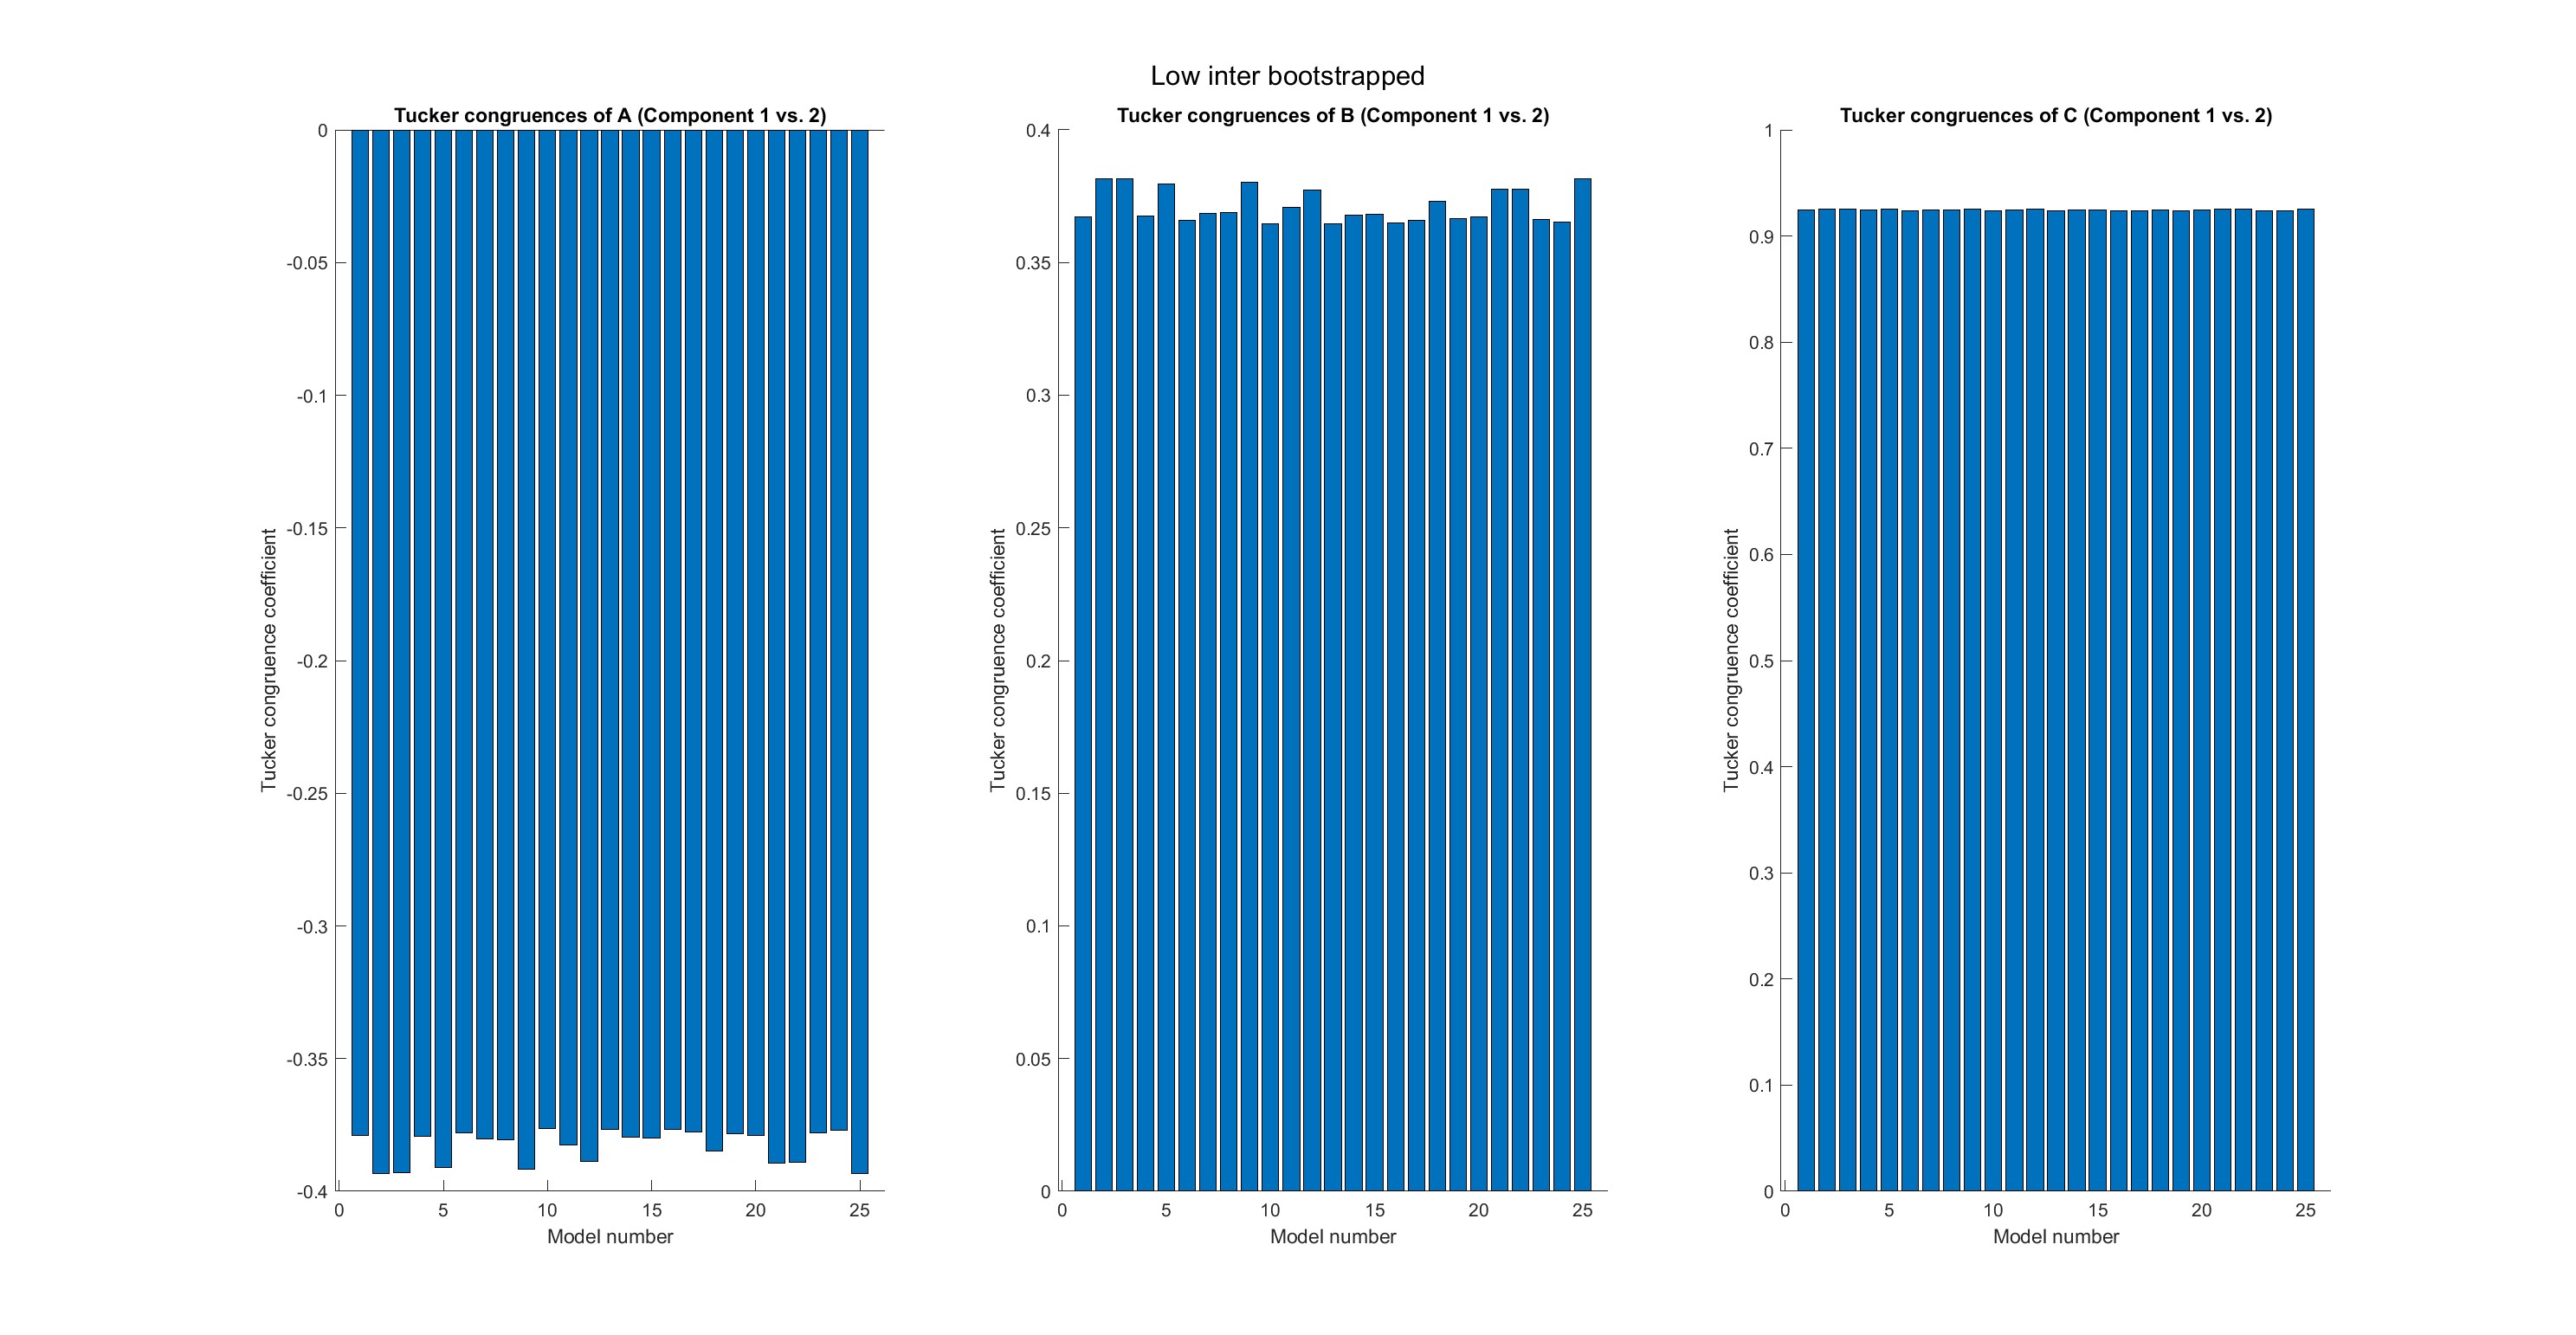 Low inter bootstrapped
Tucker congruences of A (Component 1 vs. 2)
0
-0.05
-0.1
-0.15
-0.2
-0.25
-0.3
-0.35
-0.4
Tucker congruence coefficient
0 5 10 15 20 25
Model number
Tucker congruences of B (Component 1 vs. 2)
0.4
0.35
0.3
0.25
0.2
0.15
0.1
0.05
0
Tucker congruence coefficient
0 5 10 15 20 25
Model number
Tucker congruences of C (Component 1 vs. 2)
1
0.9
0.8
0.7
0.6
0.5
0.4
0.3
0.2
0.1
0
Tucker congruence coefficient
0 5 10 15 20 25
Model number